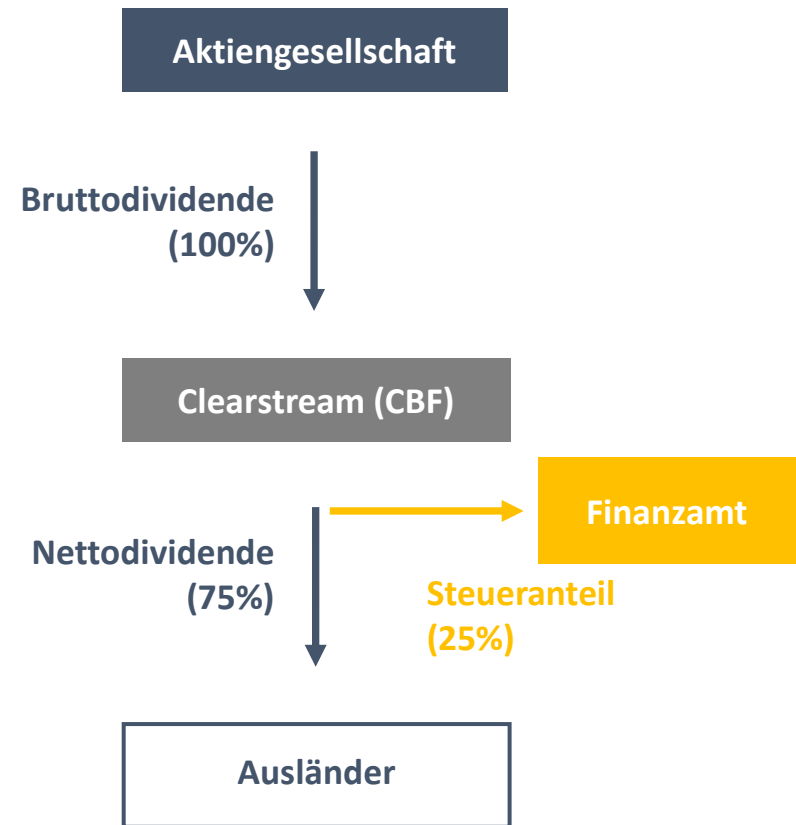 Aktiengesellschaft
Bruttodividende
(100%)
Clearstream (CBF)
Finanzamt
Nettodividende
(75%)
Steueranteil
(25%)
Ausländer